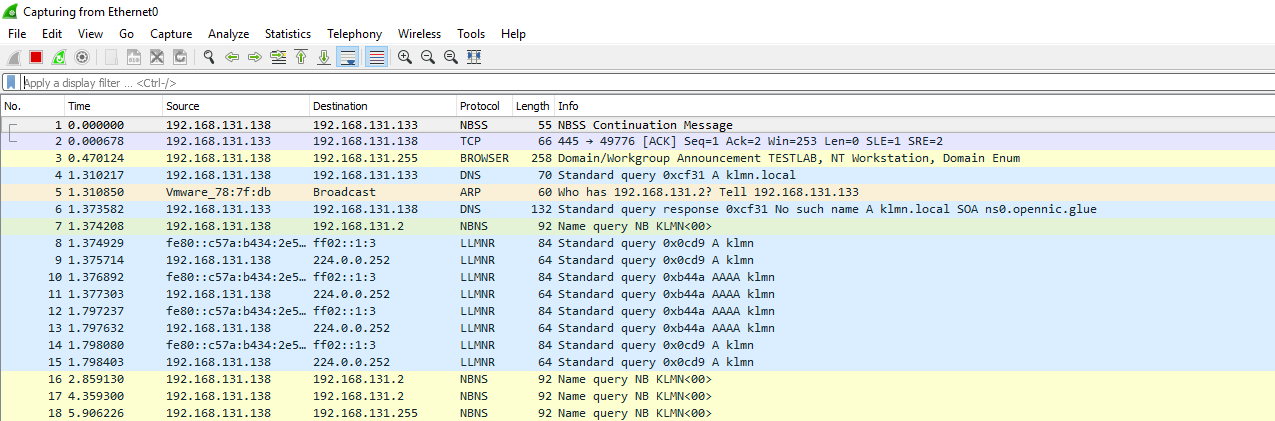 Capturing from Ethernet0
File Edit View Go Capture Analyze Statistics Telephony Wireless Tools Help
Apply a display filter ... <Ctrl-/>
No. Time Source Destination Protocol Length Info
1 0.000000 192.168.131.138 192.168.131.133 NBSS 55 NBSS Continuation Message
2 0.000678 192.168.131.133 192.168.131.138 TCP 66 445 → 49776 [ACK] Seq=1 Ack=2 Win=253 Len=0 SLE=1 SRE=2
3 0.470124 192.168.131.138 192.168.131.255 BROWSER 258 Domain/Workgroup Announcement TESTLAB, NT Workstation, Domain Enum
4 1.310217 192.168.131.138 192.168.131.133 DNS 70 Standard query 0xcf31 A klmn.local
5 1.310850 Vmware_78:7f:db Broadcast ARP 60 Who has 192.168.131.2? Tell 192.168.131.133
6 1.373582 192.168.131.133 192.168.131.138 DNS 132 Standard query response 0xcf31 No such name A klmn.local SOA ns0.opennic.glue
7 1.374208 192.168.131.138 192.168.131.2 NBNS 92 Name query NB KLMN<00>
8 1.374929 fe80::c57a:b434:2e5… ff02::1:3 LLMNR 84 Standard query 0x0cd9 A klmn
9 1.375714 192.168.131.138 224.0.0.252 LLMNR 64 Standard query 0x0cd9 A klmn
10 1.376892 fe80::c57a:b434:2e5… ff02::1:3 LLMNR 84 Standard query 0xb44a AAAA klmn
11 1.377303 192.168.131.138 224.0.0.252 LLMNR 64 Standard query 0xb44a AAAA klmn
12 1.797237 fe80::c57a:b434:2e5… ff02::1:3 LLMNR 84 Standard query 0xb44a AAAA klmn
13 1.797632 192.168.131.138 224.0.0.252 LLMNR 64 Standard query 0xb44a AAAA klmn
14 1.798080 fe80::c57a:b434:2e5… ff02::1:3 LLMNR 84 Standard query 0x0cd9 A klmn
15 1.798403 192.168.131.138 224.0.0.252 LLMNR 64 Standard query 0x0cd9 A klmn
16 2.859130 192.168.131.138 192.168.131.2 NBNS 92 Name query NB KLMN<00>
17 4.359300 192.168.131.138 192.168.131.2 NBNS 92 Name query NB KLMN<00>
18 5.906226 192.168.131.138 192.168.131.255 NBNS 92 Name query NB KLMN<00>